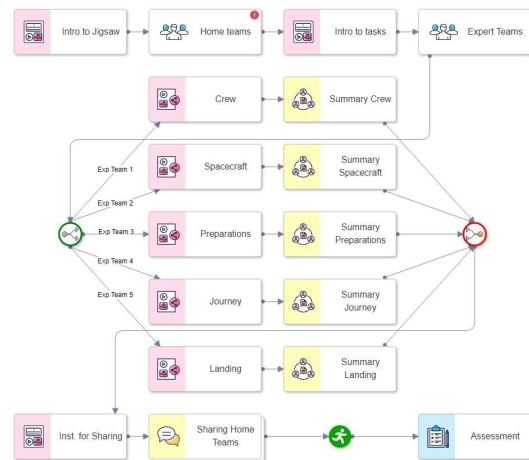 Intro to Jigsaw
Home teams
Intro to tasks
Expert Teams
Crew
Summary Crew
Exp Team 1
Spacecraft
Summary
Spacecraft
Exp Team 2
Exp Team 3
Preparations
Summary
Preparations
Exp Team 4
Journey
Summary
Journey
Exp Team 5
Landing
Summary
Landing
Inst. for Sharing
Sharing Home
Teams
Assessment